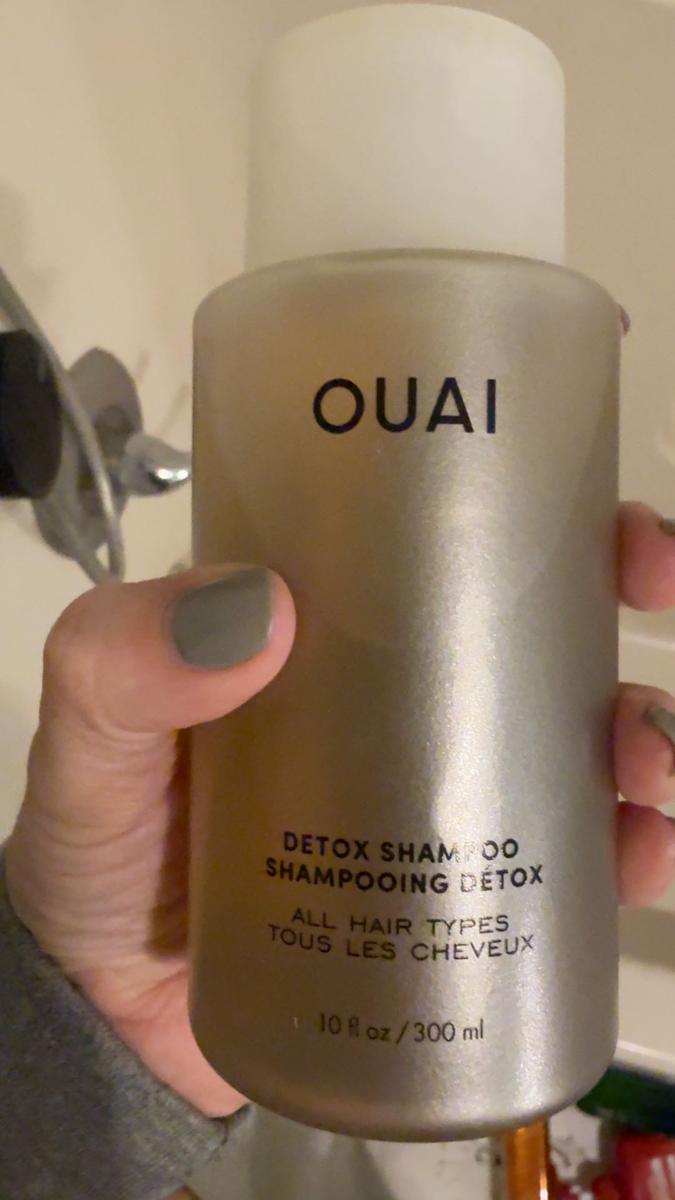 OUAI
DETOX SHAMPOO
SHAMPOOING DÉTOX
ALL HAIR TYPES
TOUS LES CHEVEUX
10 fl oz / 300 ml